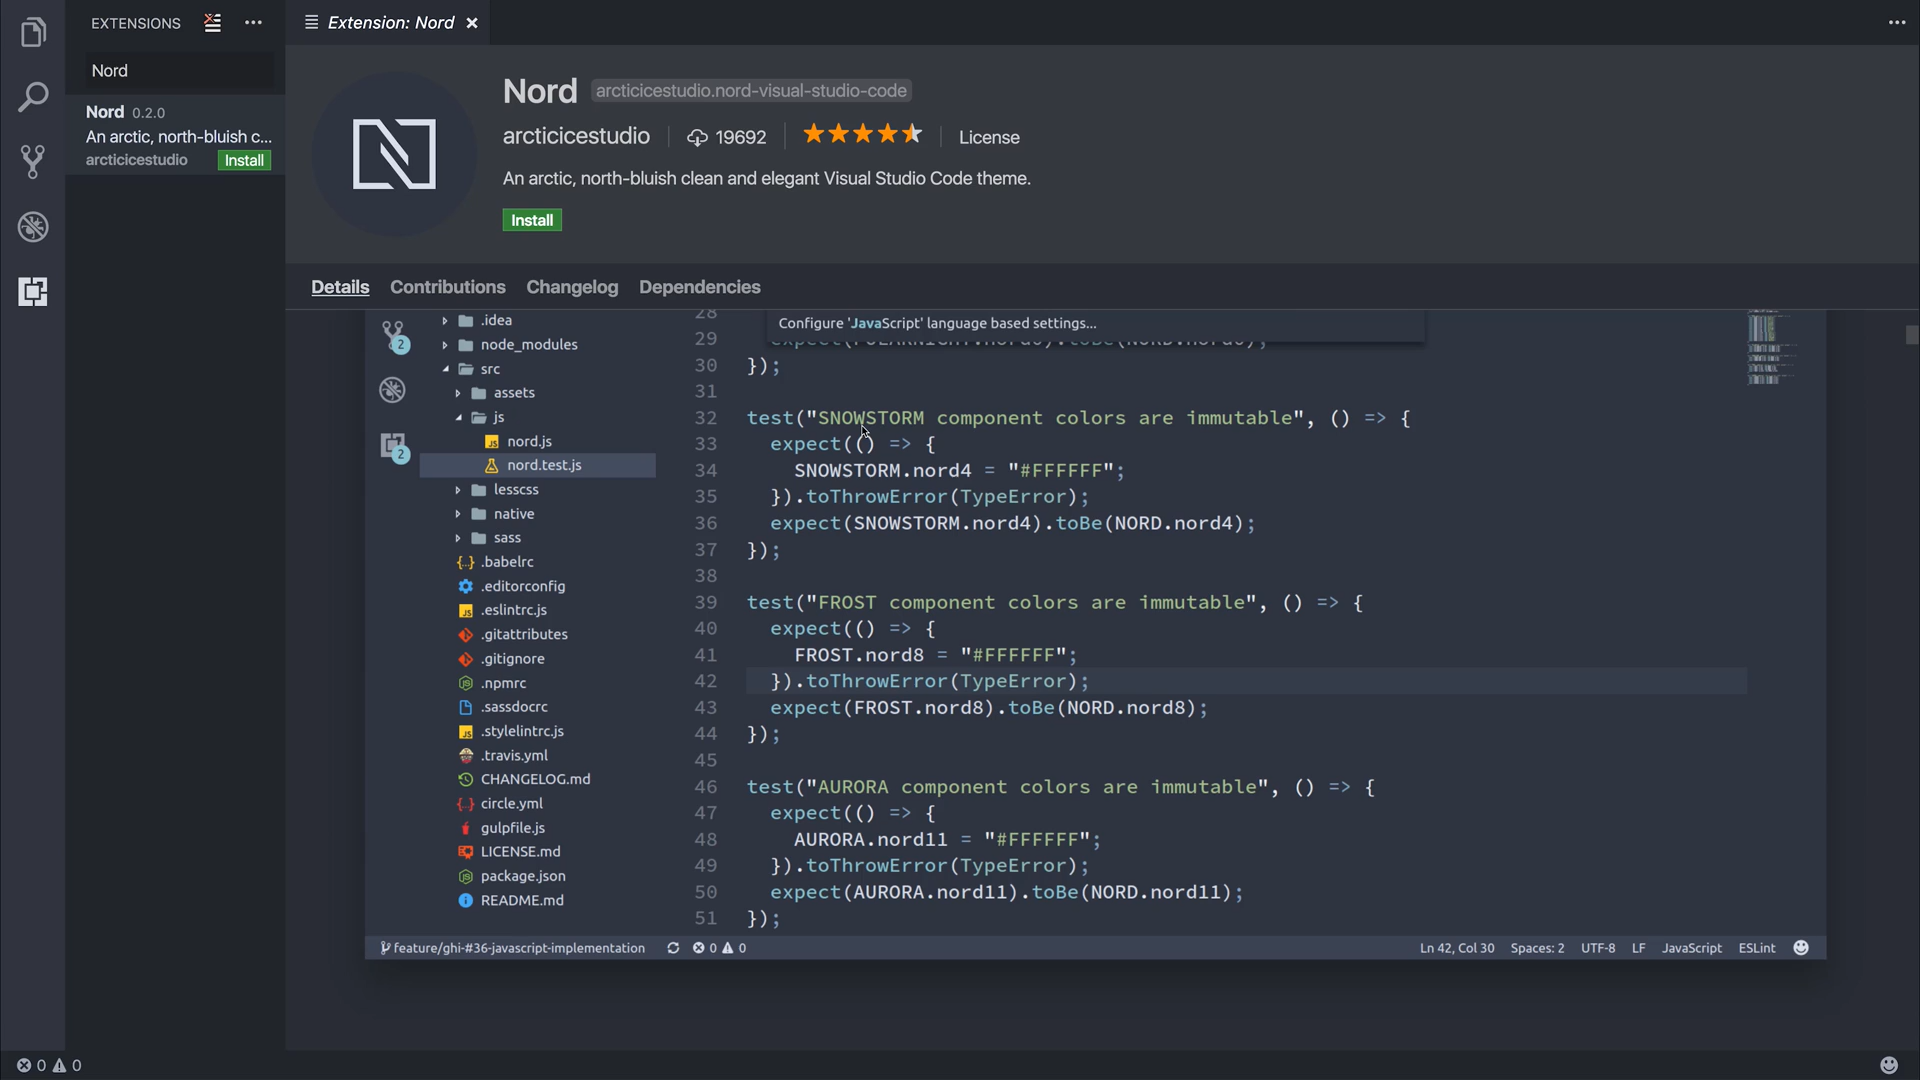 EXTENSIONS
Extension: Nord
Nord
Nord 0.2.0
An arctic, north-bluish c...
arcticicestudio Install
Nord arcticicestudio.nord-visual-studio-code
arcticicestudio 19692 License
An arctic, north-bluish clean and elegant Visual Studio Code theme.
Install
Details Contributions Changelog Dependencies
2
2
.idea
node_modules
src
assets
js
nord.js
nord.test.js
lesscss
native
sass
.babelrc
.editorconfig
.eslintrc.js
.gitattributes
.gitignore
.npmrc
.sassdocrc
.stylelintrc.js
.travis.yml
CHANGELOG.md
circle.yml
gulpfile.js
LICENSE.md
package.json
README.md
Configure 'JavaScript' language based settings...
28
29
30 });
31
32 test("SNOWSTORM component colors are immutable", () => {
33 expect(() => {
34 SNOWSTORM.nord4 = "#FFFFFF";
35 }).toThrowError(TypeError);
36 expect(SNOWSTORM.nord4).toBe(NORD.nord4);
37 });
38
39 test("FROST component colors are immutable", () => {
40 expect(() => {
41 FROST.nord8 = "#FFFFFF";
42 }).toThrowError(TypeError);
43 expect(FROST.nord8).toBe(NORD.nord8);
44 });
45
46 test("AURORA component colors are immutable", () => {
47 expect(() => {
48 AURORA.nord11 = "#FFFFFF";
49 }).toThrowError(TypeError);
50 expect(AURORA.nord11).toBe(NORD.nord11);
51 });
feature/ghi-#36-javascript-implementation 0 0 Ln 42, Col 30 Spaces: 2 UTF-8 LF JavaScript ESLint
0 0